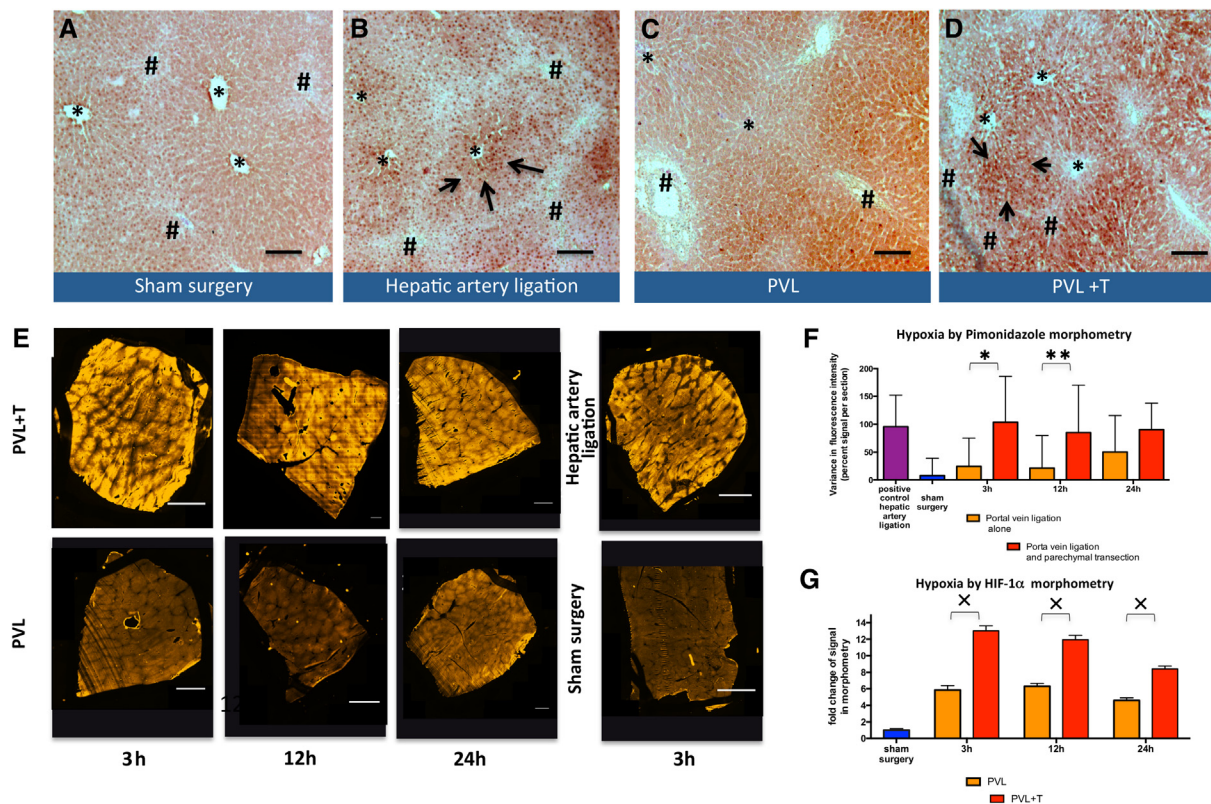 A
#
#
*
*
*
#
Sham surgery
B
*
#
*
*
#
#
Hepatic artery ligation
C
*
*
#
#
PVL
D
*
*
*
#
#
#
PVL +T
E
PVL+T
Hepatic artery
ligation
PVL
12
Sham surgery
3h
12h
24h
3h
F
Hypoxia by Pimonidazole morphometry
Variance in fluorescence intensity
(percent signal per section)
200
150
100
50
0
*
**
positive
control
hepatic
artery
ligation
sham
surgery
3h
12h
24h
Portal vein ligation
alone
Porta vein ligation
and parechymal transection
G
Hypoxia by HIF-1α morphometry
fold change of signal
in morphometry
14
12
10
8
6
4
2
0
×
×
×
sham
surgery
3h
12h
24h
PVL
PVL+T